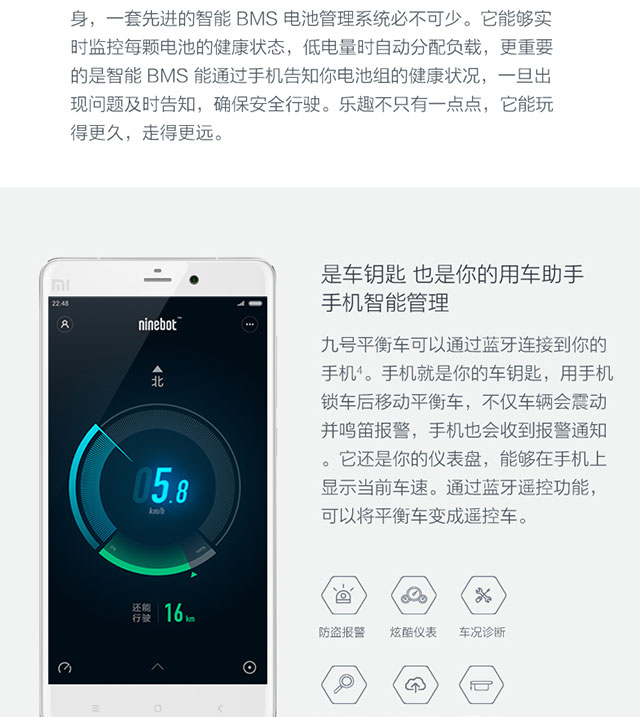 身，一套先进的智能 BMS 电池管理系统必不可少。它能够实
时监控每颗电池的健康状态，低电量时自动分配负载，更重要
的是智能 BMS 能通过手机告知你电池组的健康状况，一旦出
现问题及时告知，确保安全行驶。乐趣不只有一点点，它能玩
得更久，走得更远。
MI
22:48
ninebot™
北
05.8
km/h
0%
100%
还能
行驶
16 km
是车钥匙 也是你的用车助手
手机智能管理
九号平衡车可以通过蓝牙连接到你的
手机⁴。手机就是你的车钥匙，用手机
锁车后移动平衡车，不仅车辆会震动
并鸣笛报警，手机也会收到报警通知
。它还是你的仪表盘，能够在手机上
显示当前车速。通过蓝牙遥控功能，
可以将平衡车变成遥控车。
防盗报警 炫酷仪表 车况诊断